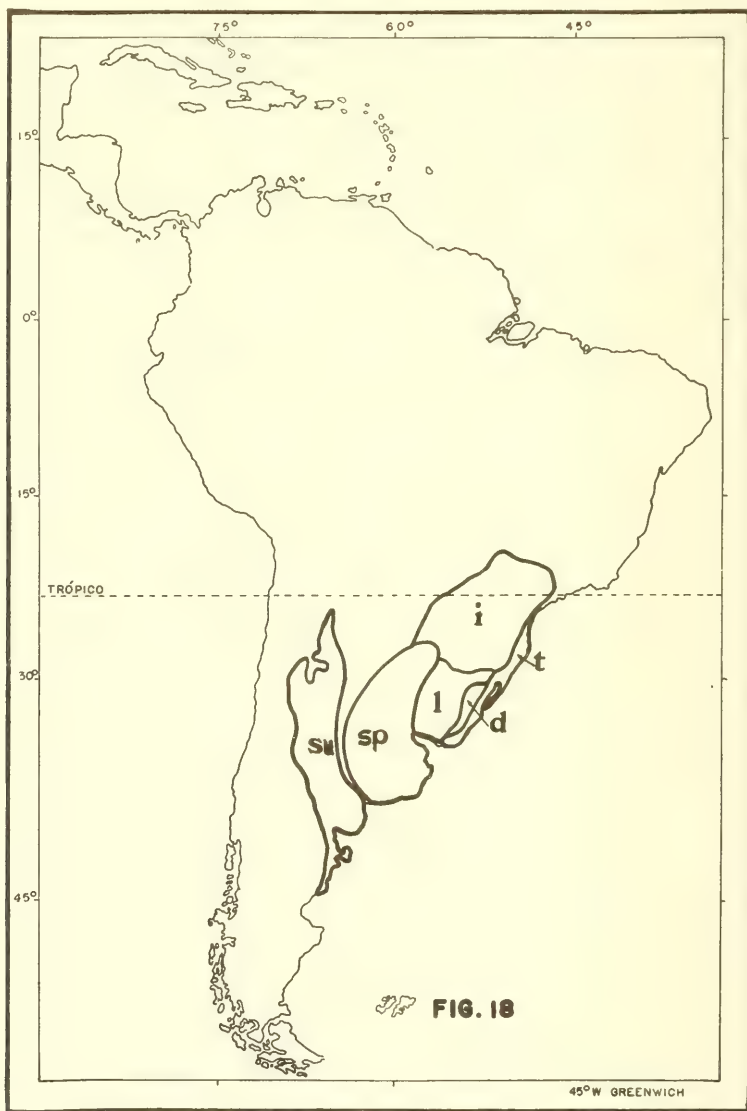 75° 60° 45°
15°
0°
15°
TRÓPICO
i
30°
t
l
d
su sp
45°
FIG. 18
45° W GREENWICH